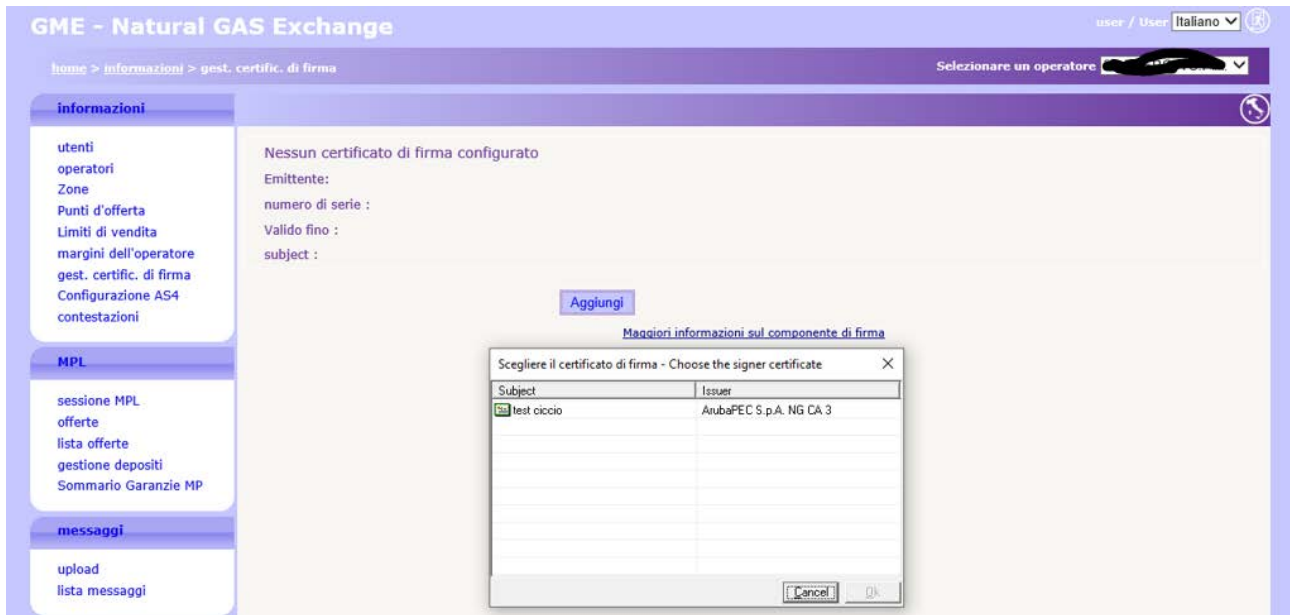 GME - Natural GAS Exchange
user / User Italiano
home > informazioni > gest. certific. di firma
Selezionare un operatore
informazioni
utenti
operatori
Zone
Punti d'offerta
Limiti di vendita
margini dell'operatore
gest. certific. di firma
Configurazione AS4
contestazioni
Nessun certificato di firma configurato
Emittente:
numero di serie :
Valido fino :
subject :
Aggiungi
Maggiori informazioni sul componente di firma
Scegliere il certificato di firma - Choose the signer certificate
Subject Issuer
test ciccio ArubaPEC S.p.A. NG CA 3
Cancel Ok
MPL
sessione MPL
offerte
lista offerte
gestione depositi
Sommario Garanzie MP
messaggi
upload
lista messaggi